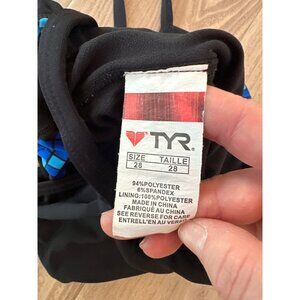 TYR
SIZE TAILLE
28 28
94%POLYESTER
6%SPANDEX
LINING:100%POLYESTER
MADE IN CHINA
FABRIQUÉ AU CHINE
SEE REVERSE FOR CARE
ENTRELL'EN AU VERSO